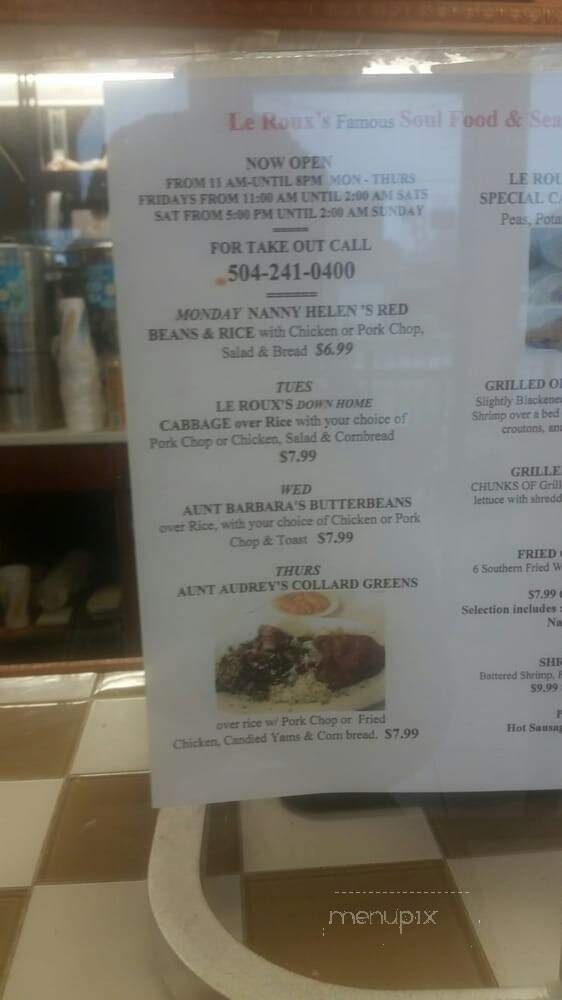 Le Roux's Famous Soul Food & Sea
NOW OPEN
FROM 11 AM-UNTIL 8PM MON - THURS
FRIDAYS FROM 11:00 AM UNTIL 2:00 AM SATS
SAT FROM 5:00 PM UNTIL 2:00 AM SUNDAY
=====
FOR TAKE OUT CALL
504-241-0400
======
MONDAY NANNY HELEN 'S RED
BEANS & RICE with Chicken or Pork Chop,
Salad & Bread $6.99
TUES
LE ROUX'S DOWN HOME
CABBAGE over Rice with your choice of
Pork Chop or Chicken, Salad & Cornbread
$7.99
WED
AUNT BARBARA'S BUTTERBEANS
over Rice, with your choice of Chicken or Pork
Chop & Toast $7.99
THURS
AUNT AUDREY'S COLLARD GREENS
over rice w/ Pork Chop or Fried
Chicken, Candied Yams & Corn bread. $7.99
LE ROU
SPECIAL CA
Peas, Pota
GRILLED O
Slightly Blackene
Shrimp over a bed
croutons, an
GRILLE
CHUNKS OF Grill
lettuce with shredd
FRIED
6 Southern Fried W
$7.99
Selection includes :
Na
SHR
Battered Shrimp, F
$9.99
Hot Sausag
menupix